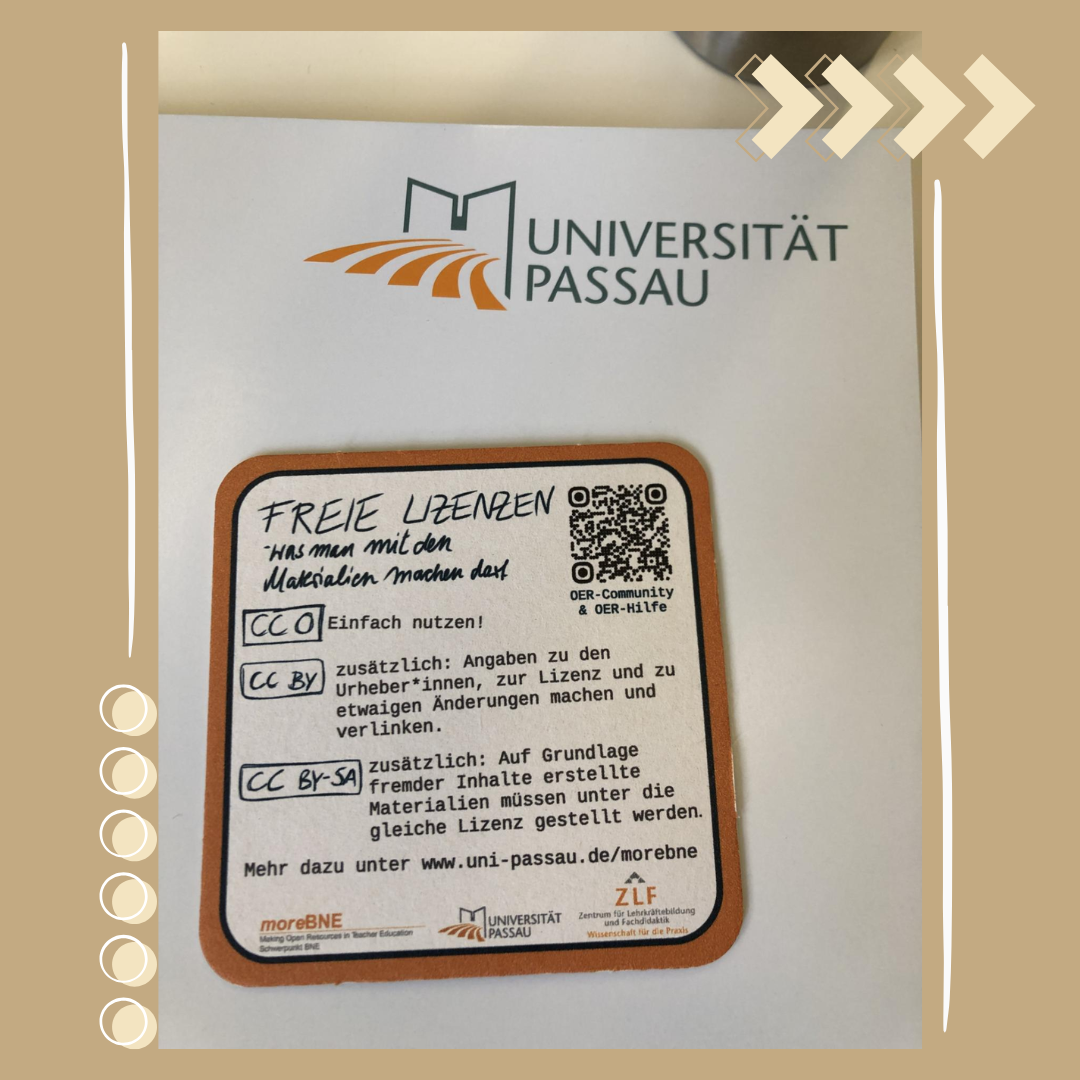 UNIVERSITÄT
PASSAU
FREIE LIZENZEN
-was man mit den
Materialien machen darf
OER-Community
& OER-Hilfe
CC 0 Einfach nutzen!
CC BY zusätzlich: Angaben zu den
Urheber*innen, zur Lizenz und zu
etwaigen Änderungen machen und
verlinken.
CC BY-SA zusätzlich: Auf Grundlage
fremder Inhalte erstellte
Materialien müssen unter die
gleiche Lizenz gestellt werden.
Mehr dazu unter www.uni-passau.de/morebne
moreBNE
Making Open Resources in Teacher Education
Schwerpunkt BNE
UNIVERSITÄT
PASSAU
ZLF
Zentrum für Lehrkräftebildung
und Fachdidaktik
Wissenschaft für die Praxis